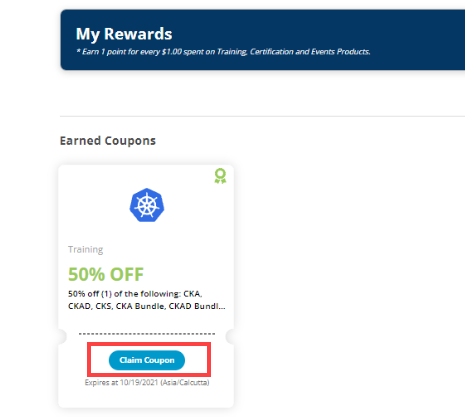 My Rewards
* Earn 1 point for every $1.00 spent on Training, Certification and Events Products.
Earned Coupons
Training
50% OFF
50% off (1) of the following: CKA,
CKAD, CKS, CKA Bundle, CKAD Bundl...
Claim Coupon
Expires at 10/19/2021 (Asia/Calcutta)